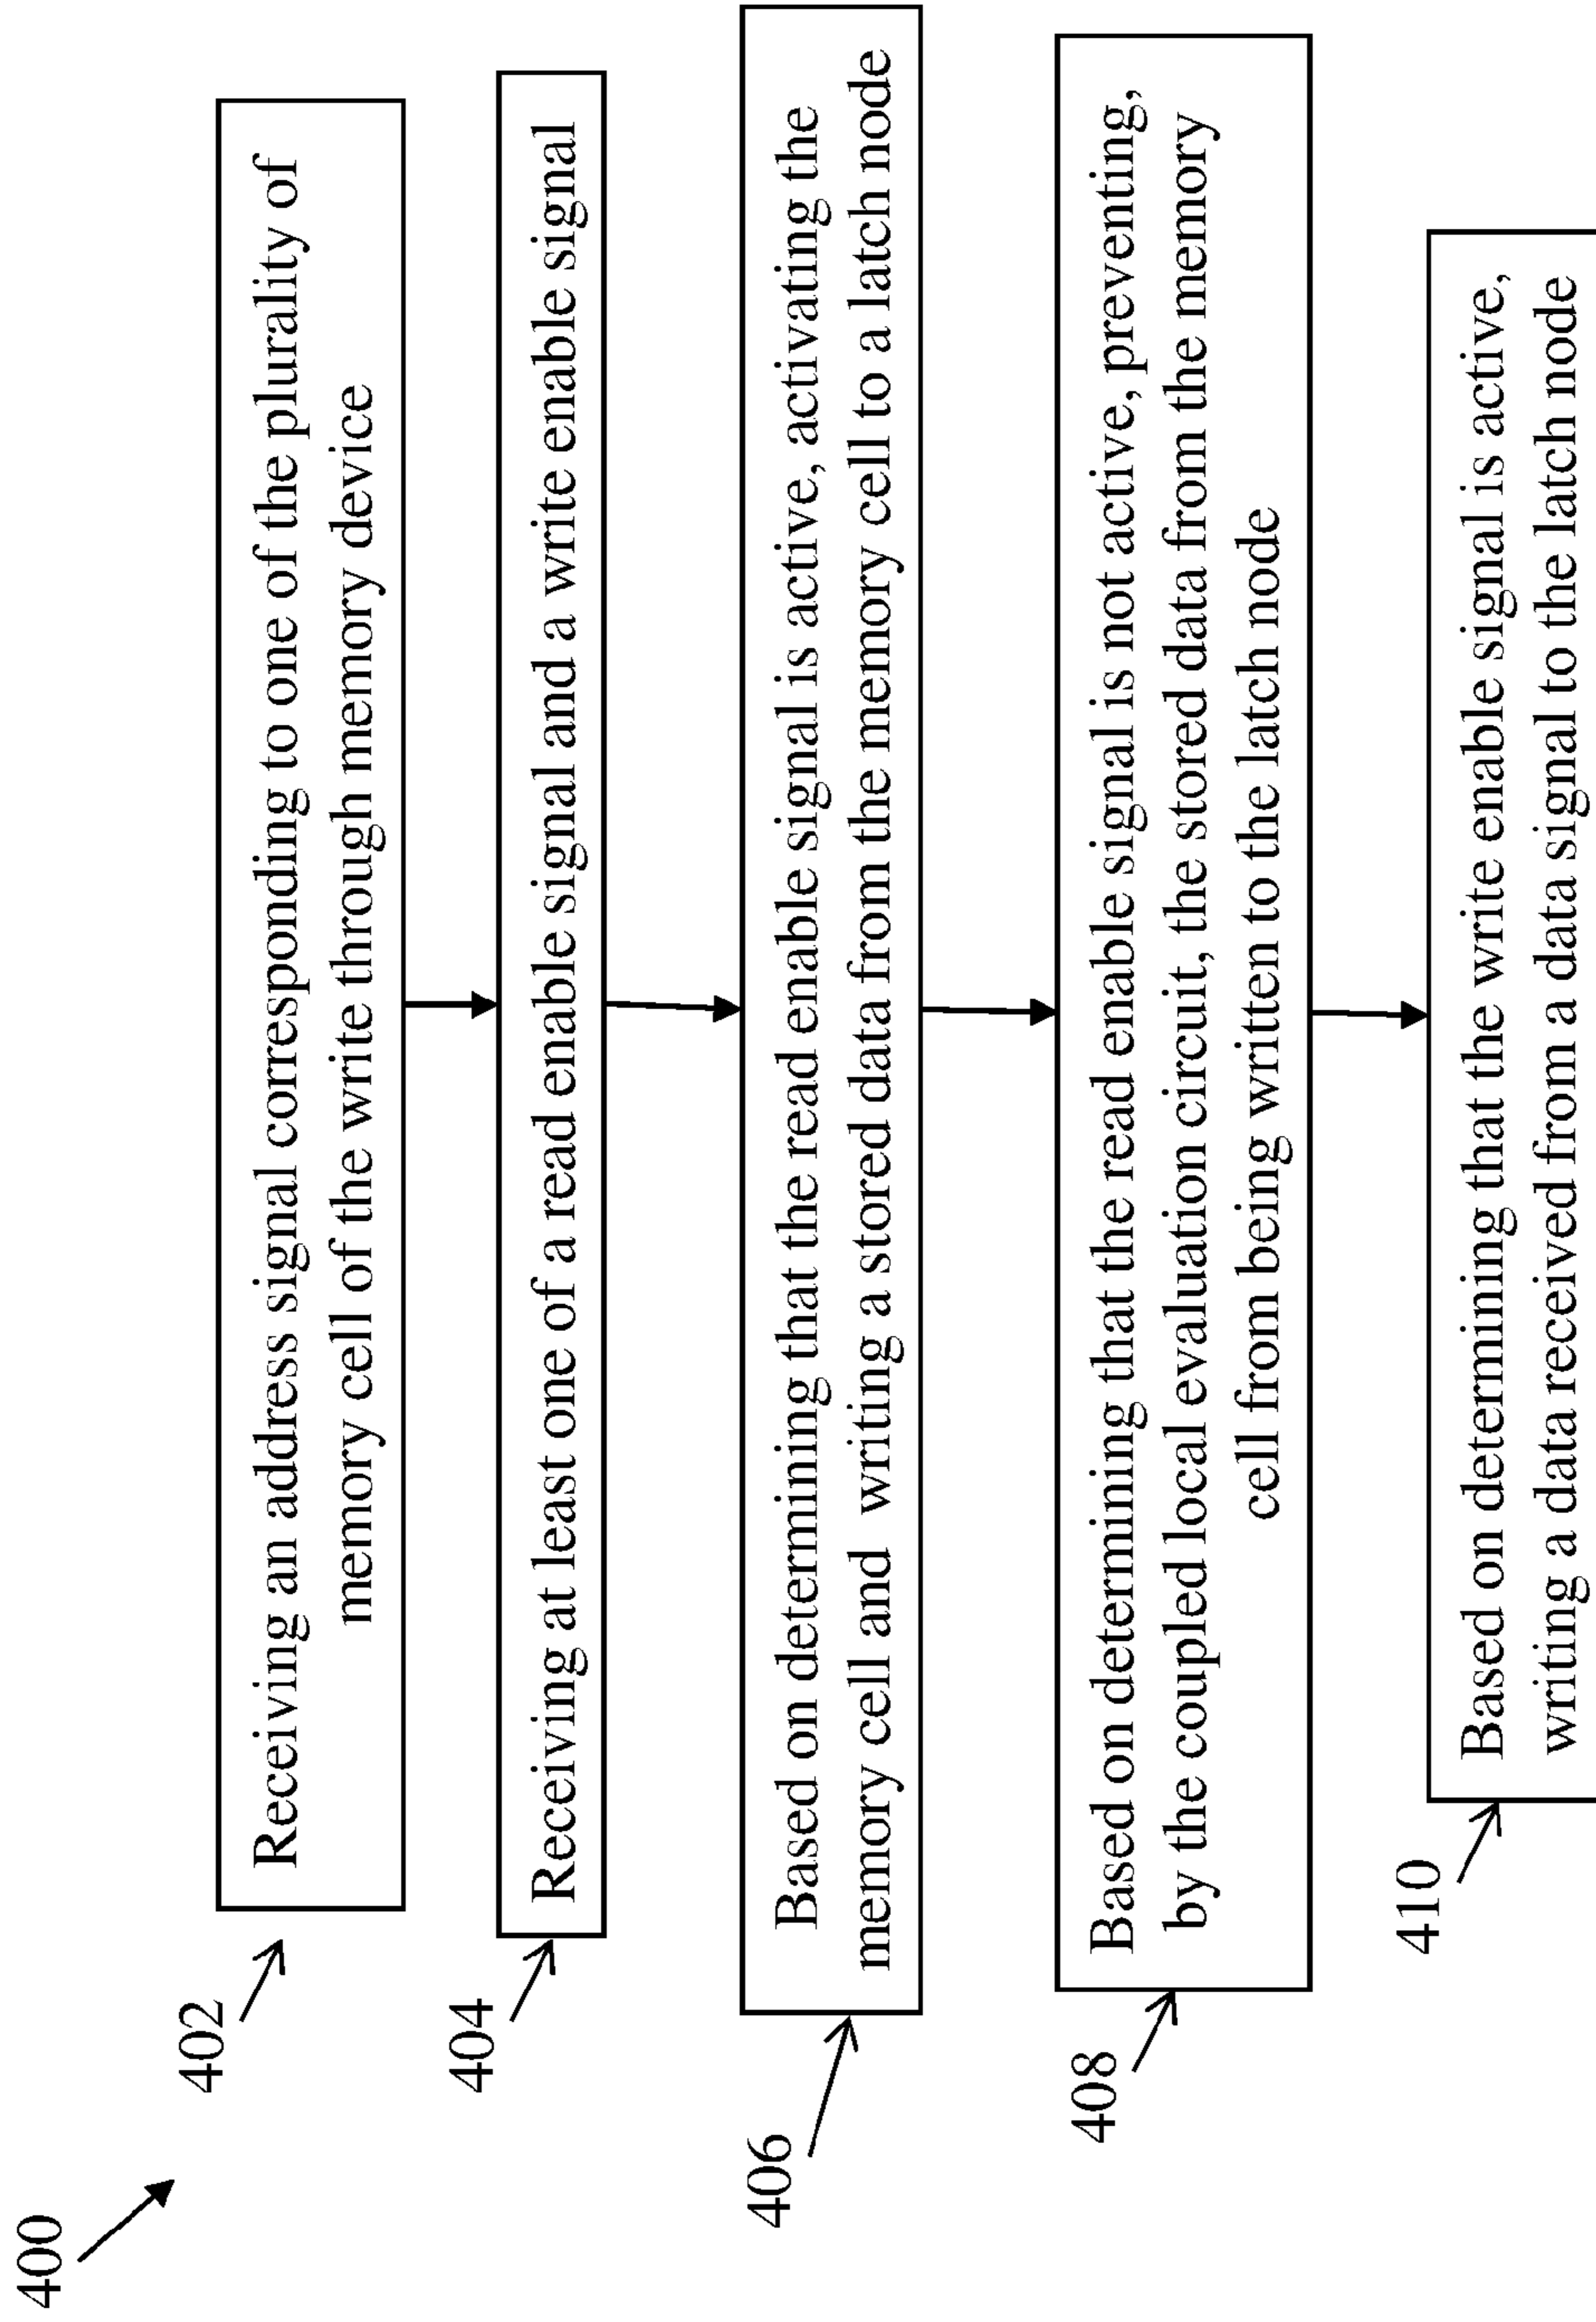 400
402
Receiving an address signal corresponding to one of the plurality of
memory cell of the write through memory device
404
Receiving at least one of a read enable signal and a write enable signal
406
Based on determining that the read enable signal is active, activating the
memory cell and writing a stored data from the memory cell to a latch node
408
Based on determining that the read enable signal is not active, preventing,
by the coupled local evaluation circuit, the stored data from the memory
cell from being written to the latch node
410
Based on determining that the write enable signal is active,
writing a data received from a data signal to the latch node